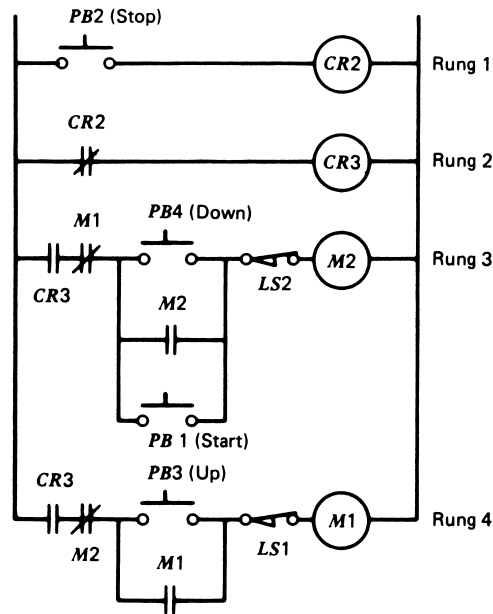 PB2 (Stop)
CR2
Rung 1
CR2
CR3
Rung 2
M1
PB4 (Down)
M2
Rung 3
CR3
LS2
M2
PB 1 (Start)
PB3 (Up)
CR3
M1
Rung 4
M2
LS1
M1